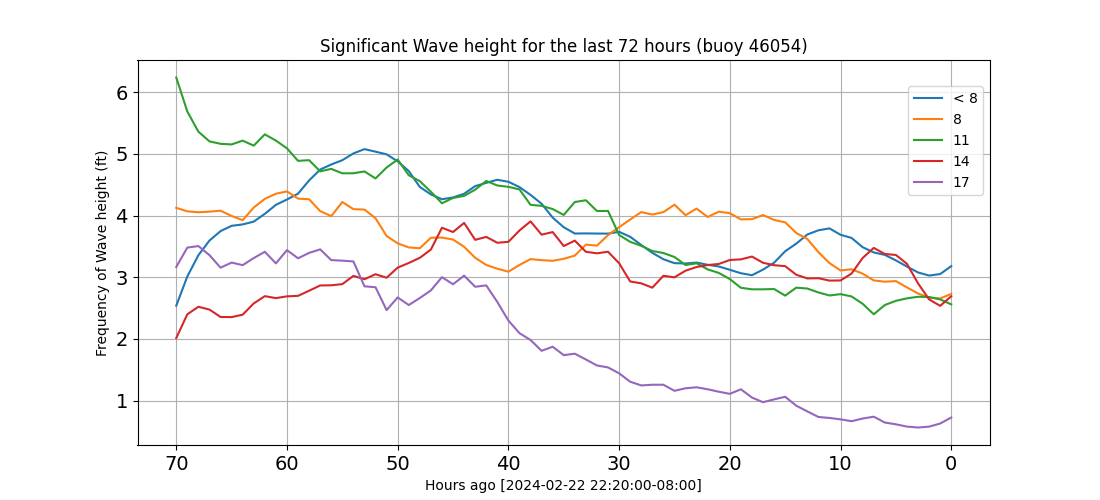 Significant Wave height for the last 72 hours (buoy 46054)
Frequency of Wave height (ft)
6
5
4
3
2
1
< 8
8
11
14
17
70 60 50 40 30 20 10 0
Hours ago [2024-02-22 22:20:00-08:00]